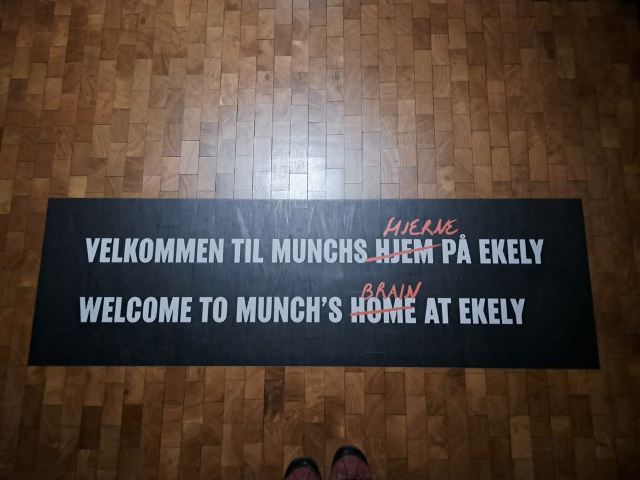 HJERNE
VELKOMMEN TIL MUNCHS HJEM PÅ EKELY
BRAIN
WELCOME TO MUNCH'S HOME AT EKELY